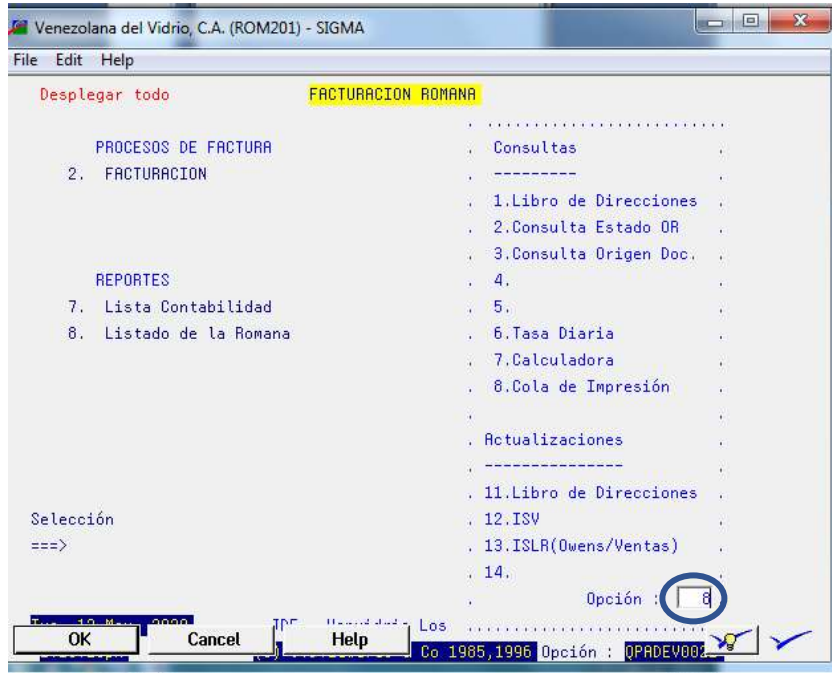 Venezolana del Vidrio, C.A. (ROM201) - SIGMA
File Edit Help
Desplegar todo FACTURACION ROMANA
PROCESOS DE FACTURA
2. FACTURACION
REPORTES
7. Lista Contabilidad
8. Listado de la Romana
Selección
===>
Consultas
---------
1.Libro de Direcciones
2.Consulta Estado OR
3.Consulta Origen Doc.
4.
5.
6.Tasa Diaria
7.Calculadora
8.Cola de Impresión
Actualizaciones
---------------
11.Libro de Direcciones
12.ISV
13.ISLR(Owens/Ventas)
14.
Opción : 8
Los
OK Cancel Help
Co 1985,1996 Opción : QPADEV002